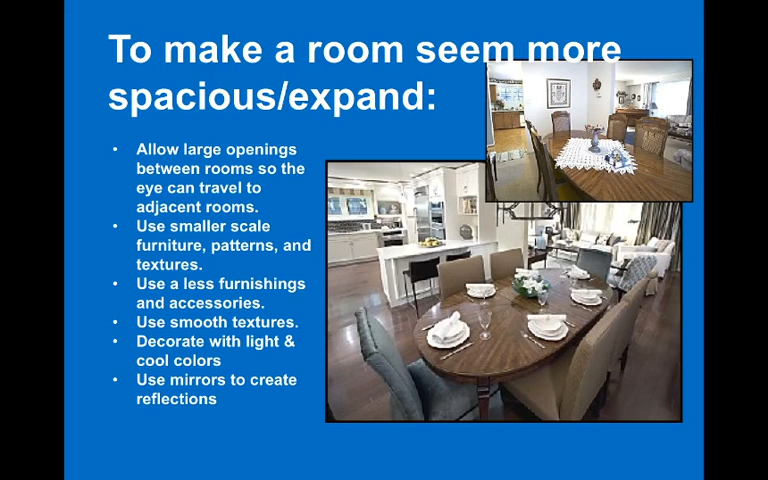 To make a room seem more
spacious/expand:
• Allow large openings
between rooms so the
eye can travel to
adjacent rooms.
• Use smaller scale
furniture, patterns, and
textures.
• Use a less furnishings
and accessories.
• Use smooth textures.
• Decorate with light &
cool colors
• Use mirrors to create
reflections